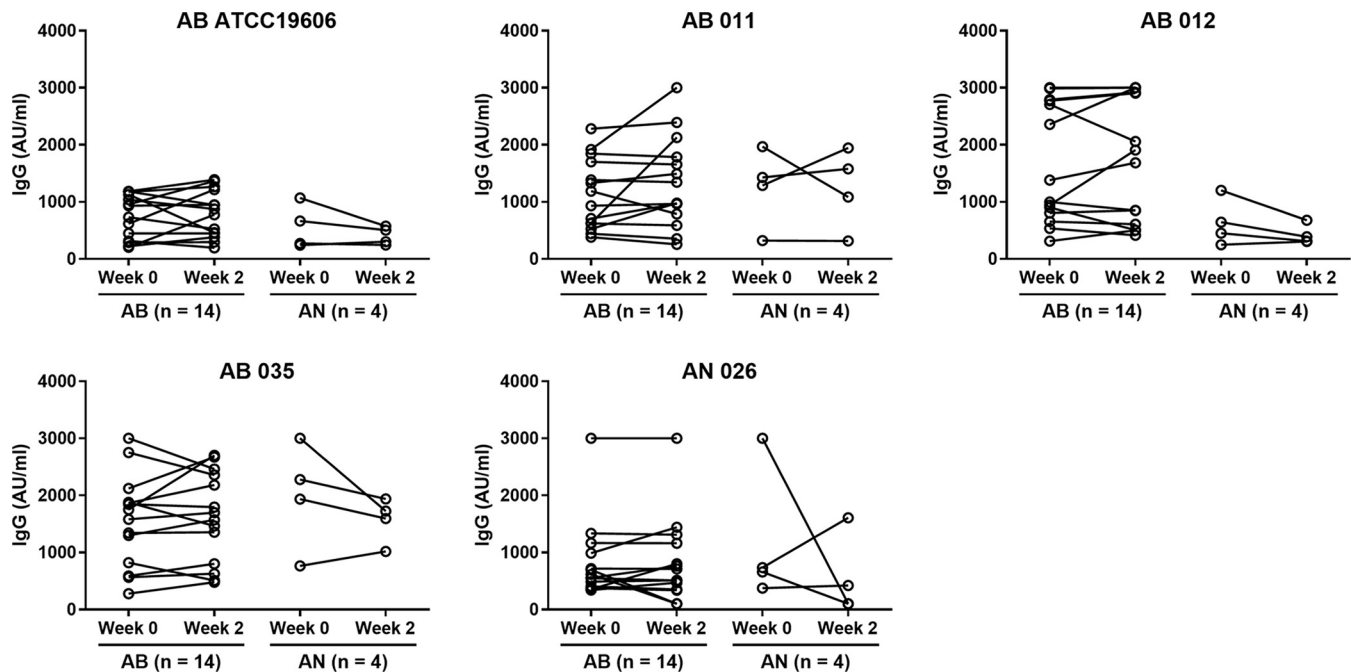 AB ATCC19606
4000
3000
2000
1000
0
IgG (AU/ml)
Week 0 Week 2 Week 0 Week 2
AB (n = 14) AN (n = 4)
AB 011
4000
3000
2000
1000
0
IgG (AU/ml)
Week 0 Week 2 Week 0 Week 2
AB (n = 14) AN (n = 4)
AB 012
4000
3000
2000
1000
0
IgG (AU/ml)
Week 0 Week 2 Week 0 Week 2
AB (n = 14) AN (n = 4)
AB 035
4000
3000
2000
1000
0
IgG (AU/ml)
Week 0 Week 2 Week 0 Week 2
AB (n = 14) AN (n = 4)
AN 026
4000
3000
2000
1000
0
IgG (AU/ml)
Week 0 Week 2 Week 0 Week 2
AB (n = 14) AN (n = 4)